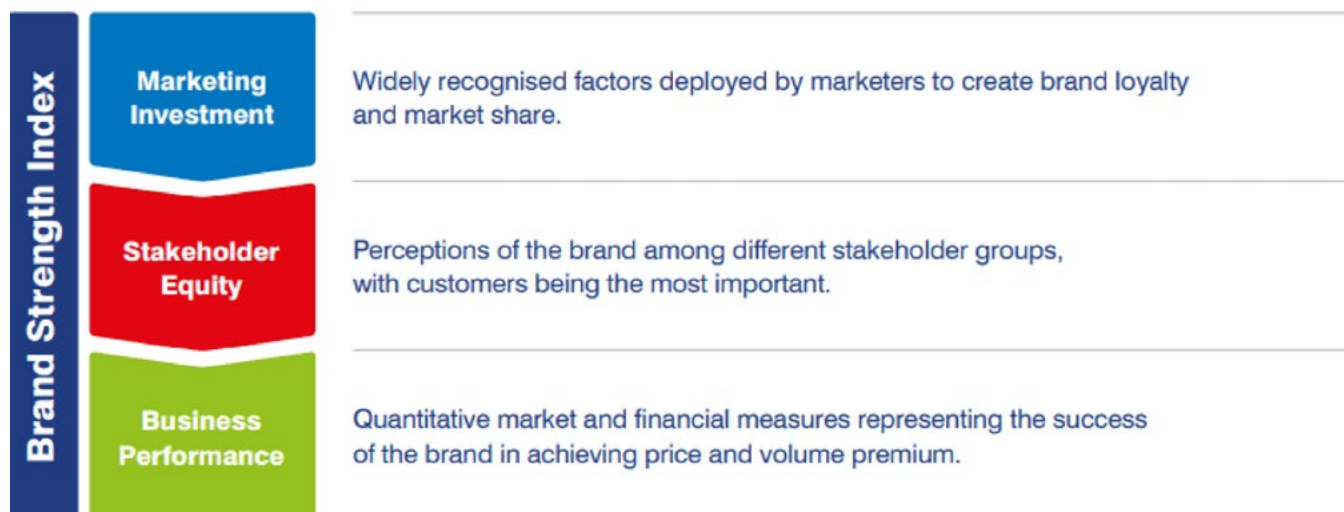 Brand Strength Index
Marketing
Investment
Widely recognised factors deployed by marketers to create brand loyalty
and market share.
Stakeholder
Equity
Perceptions of the brand among different stakeholder groups,
with customers being the most important.
Business
Performance
Quantitative market and financial measures representing the success
of the brand in achieving price and volume premium.